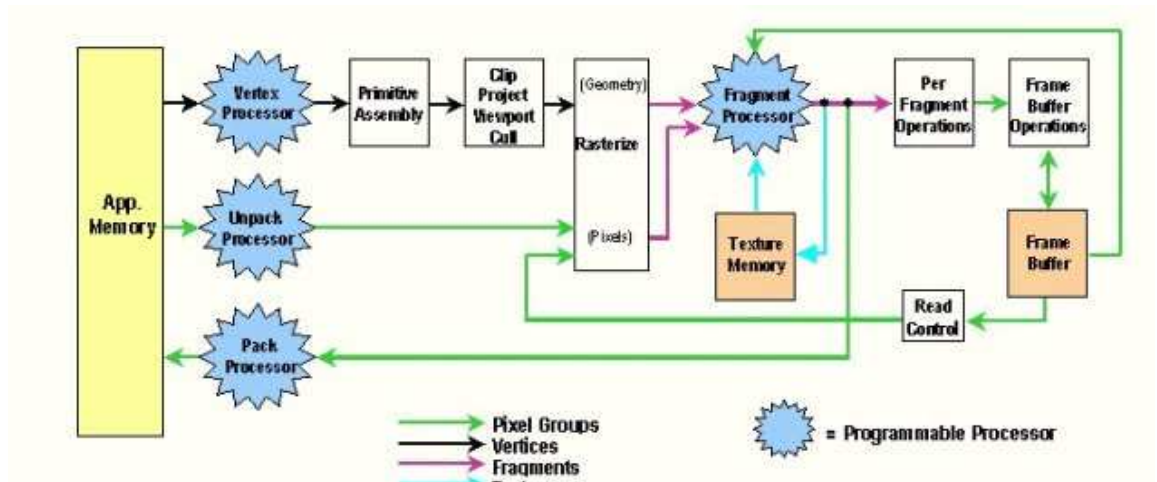 Vertex
Processor
Primitive
Assembly
Clip
Project
Viewport
Cull
(Geometry)
Rasterize
(Pixels)
Fragment
Processor
Per
Fragment
Operations
Frame
Buffer
Operations
App.
Memory
Unpack
Processor
Texture
Memory
Frame
Buffer
Read
Control
Pack
Processor
Pixel Groups
Vertices
Fragments
= Programmable Processor